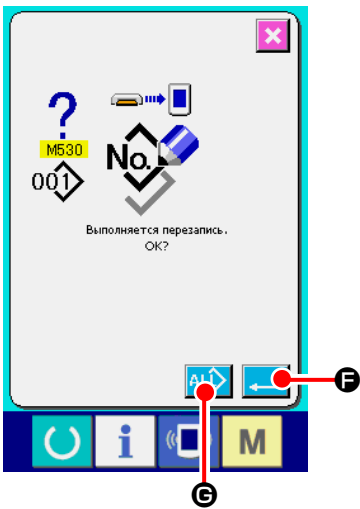 ?
M530
No.
001
Выполняется перезапись.
OK?
ALL
F
i
M
G